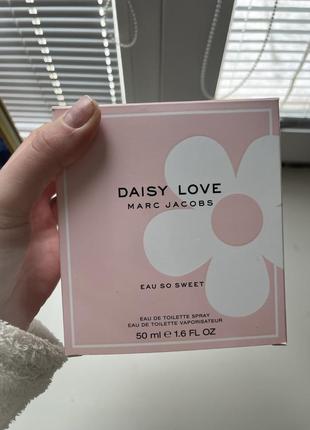 DAISY LOVE
MARC JACOBS
EAU SO SWEET
EAU DE TOILETTE SPRAY
EAU DE TOILETTE VAPORISATEUR
50 ml ℮ 1.6 FL OZ